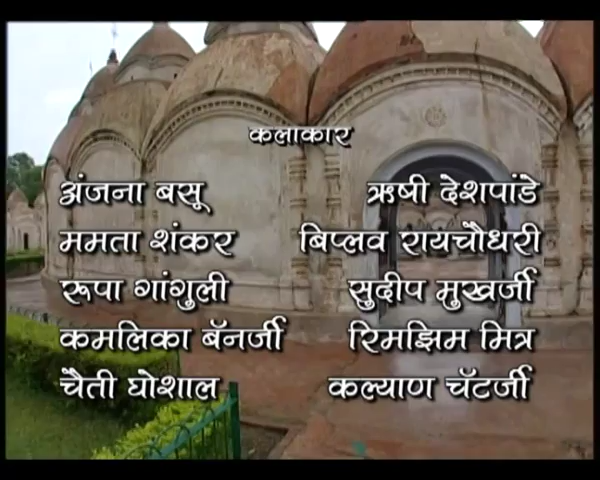 कलाकार
अंजना बसू ऋषी देशपांडे
ममता शंकर बिप्लव रायचौधरी
रूपा गांगुली सुदीप मुखर्जी
कमलिका बॅनर्जी रिमझिम मित्र
चैती घोशाल कल्याण चॅटर्जी